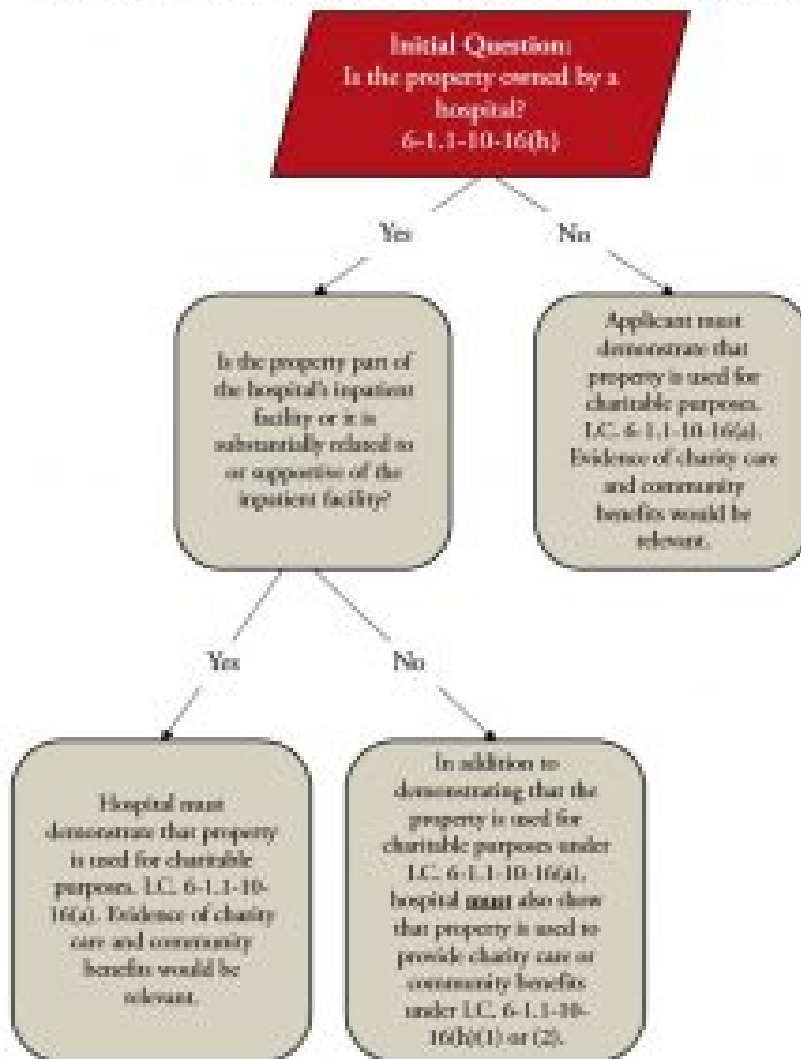 Initial Question:
Is the property owned by a
hospital?
6-1.1-10-16(h)
Yes
No
Is the property part of
the hospital's inpatient
facility or it is
substantially related to
or supportive of the
inpatient facility?
Applicant must
demonstrate that
property is used for
charitable purposes.
I.C. 6-1.1-10-16(a).
Evidence of charity care
and community
benefits would be
relevant.
Yes
No
Hospital must
demonstrate that property
is used for charitable
purposes. I.C. 6-1.1-10-
16(a). Evidence of charity
care and community
benefits would be
relevant.
In addition to
demonstrating that the
property is used for
charitable purposes under
I.C. 6-1.1-10-16(a),
hospital must also show
that property is used to
provide charity care or
community benefits
under I.C. 6-1.1-10-
16(h)(1) or (2).